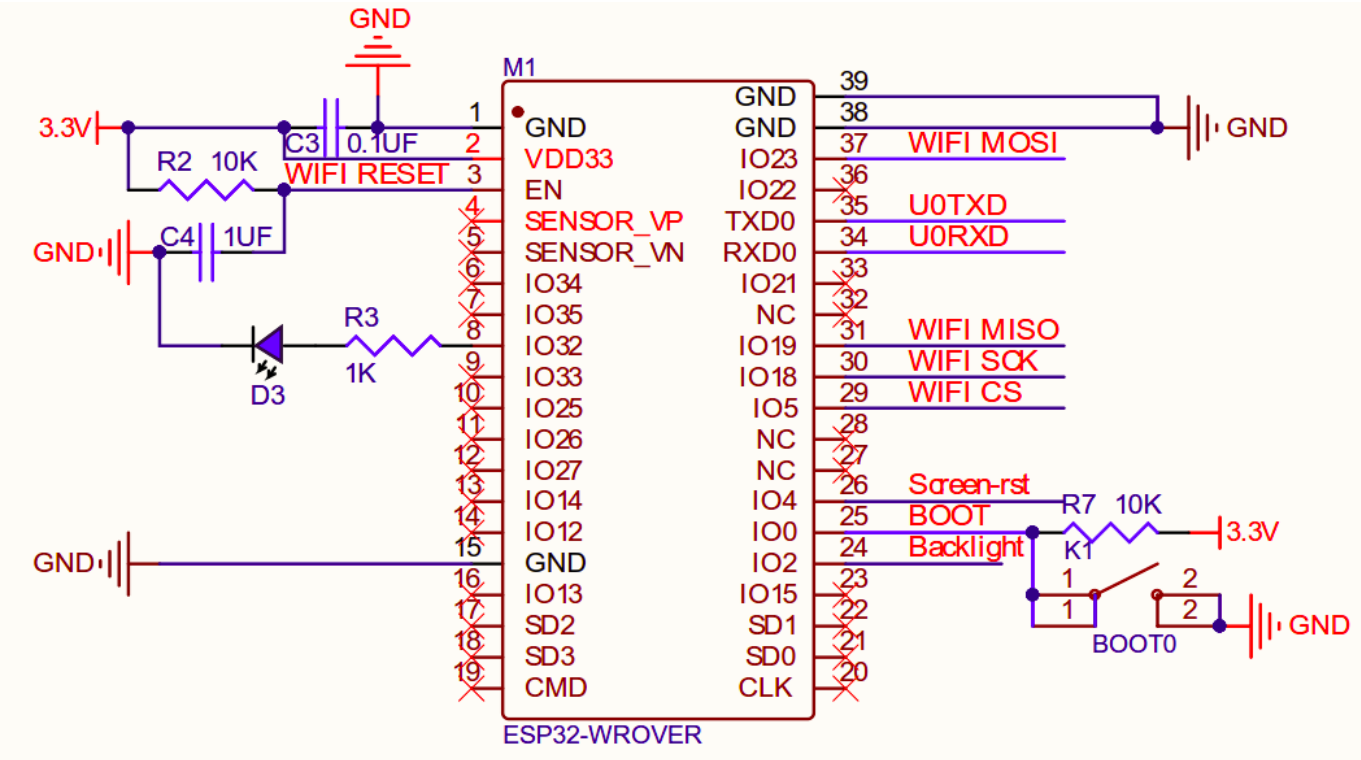 GND
M1
3.3V
C3 0.1UF
R2 10K
WIFI RESET
GND
C4 1UF
R3
1K
D3
GND
1 GND
2 VDD33
3 EN
4 SENSOR_VP
5 SENSOR_VN
6 IO34
7 IO35
8 IO32
9 IO33
10 IO25
11 IO26
12 IO27
13 IO14
14 IO12
15 GND
16 IO13
17 SD2
18 SD3
19 CMD
GND 39
GND 38
IO23 37 WIFI MOSI
IO22 36
TXD0 35 U0TXD
RXD0 34 U0RXD
IO21 33
NC 32
IO19 31 WIFI MISO
IO18 30 WIFI SCK
IO5 29 WIFI CS
NC 28
NC 27
IO4 26 Screen-rst
IO0 25 BOOT
IO2 24 Backlight
IO15 23
SD1 22
SD0 21
CLK 20
GND
R7 10K
3.3V
K1
1 2
1 2
GND
BOOT0
ESP32-WROVER